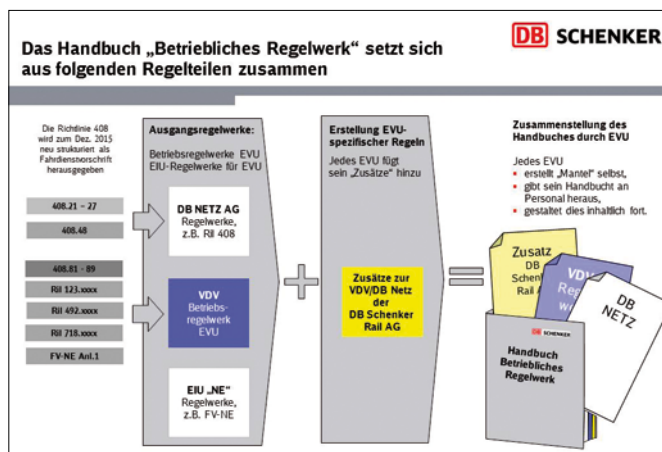 Das Handbuch „Betriebliches Regelwerk“ setzt sich
aus folgenden Regelteilen zusammen
DB SCHENKER
Die Richtlinie 408
wird zum Dez. 2015
neu strukturiert als
Fahrdienstvorschrift
herausgegeben
408.21 – 27
408.48
408.81 - 89
Ril 123.xxxx
Ril 492.xxxx
Ril 718.xxxx
FV-NE Anl.1
Ausgangsregelwerke:
Betriebsregelwerke EVU
EIU-Regelwerke für EVU
DB NETZ AG
Regelwerke,
z.B. Ril 408
VDV
Betriebs-
regelwerk
EVU
EIU „NE“
Regelwerke,
z.B. FV-NE
Erstellung EVU-
spezifischer Regeln
Jedes EVU fügt
sein „Zusätze“ hinzu
Zusätze zur
VDV/DB Netz
der
DB Schenker
Rail AG
Zusammenstellung des
Handbuches durch EVU
Jedes EVU
▪ erstellt „Mantel“ selbst,
▪ gibt sein Handbucht an
Personal heraus,
▪ gestaltet dies inhaltlich fort.
Zusatz
DB
Schen
Rail A
VDV
Reg
we
DB
NETZ
DB SCHENKER
Handbuch
Betriebliches
Regelwerk